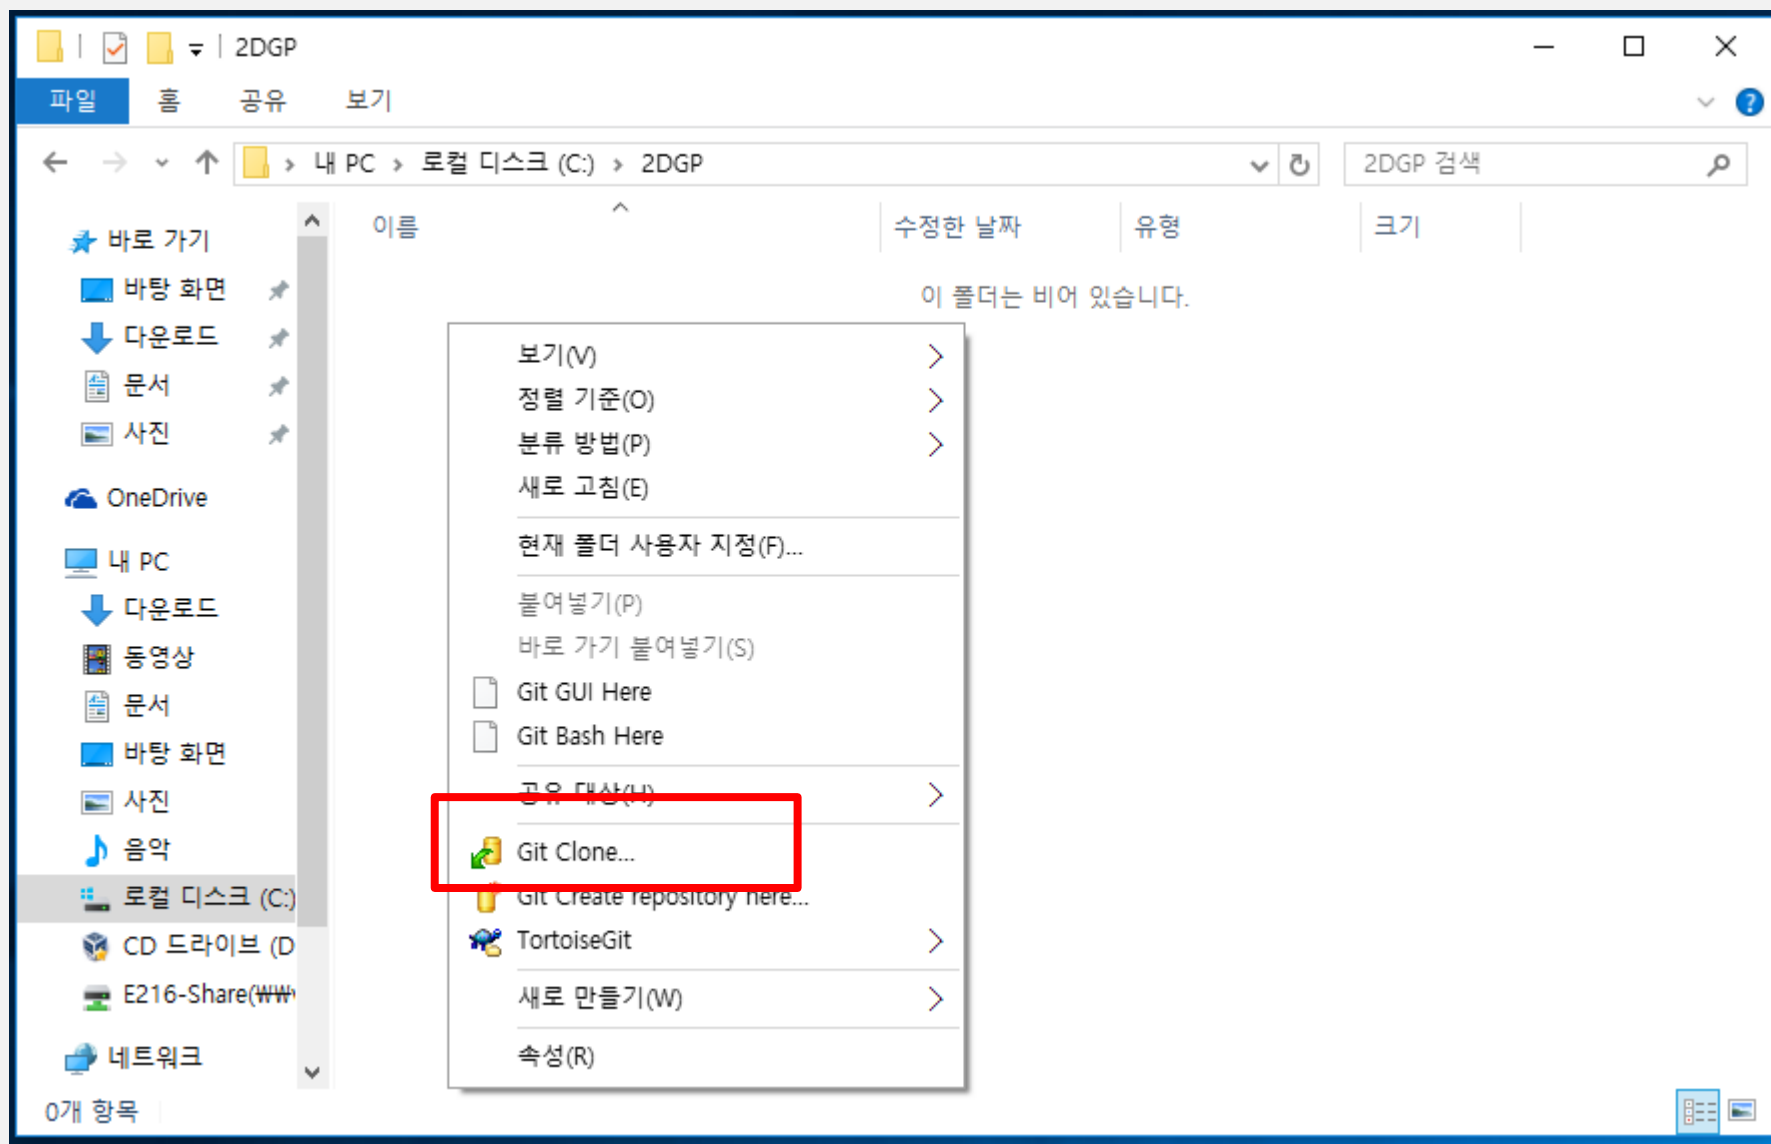 2DGP
파일 홈 공유 보기
내 PC 로컬 디스크 (C:) 2DGP
2DGP 검색
이름 수정한 날짜 유형 크기
이 폴더는 비어 있습니다.
바로 가기
바탕 화면
다운로드
문서
사진
OneDrive
내 PC
다운로드
동영상
문서
바탕 화면
사진
음악
로컬 디스크 (C:)
CD 드라이브 (D
E216-Share(₩₩
네트워크
보기(V)
정렬 기준(O)
분류 방법(P)
새로 고침(E)
현재 폴더 사용자 지정(F)...
붙여넣기(P)
바로 가기 붙여넣기(S)
Git GUI Here
Git Bash Here
공유 대상(H)
Git Clone...
Git Create repository here...
TortoiseGit
새로 만들기(W)
속성(R)
0개 항목